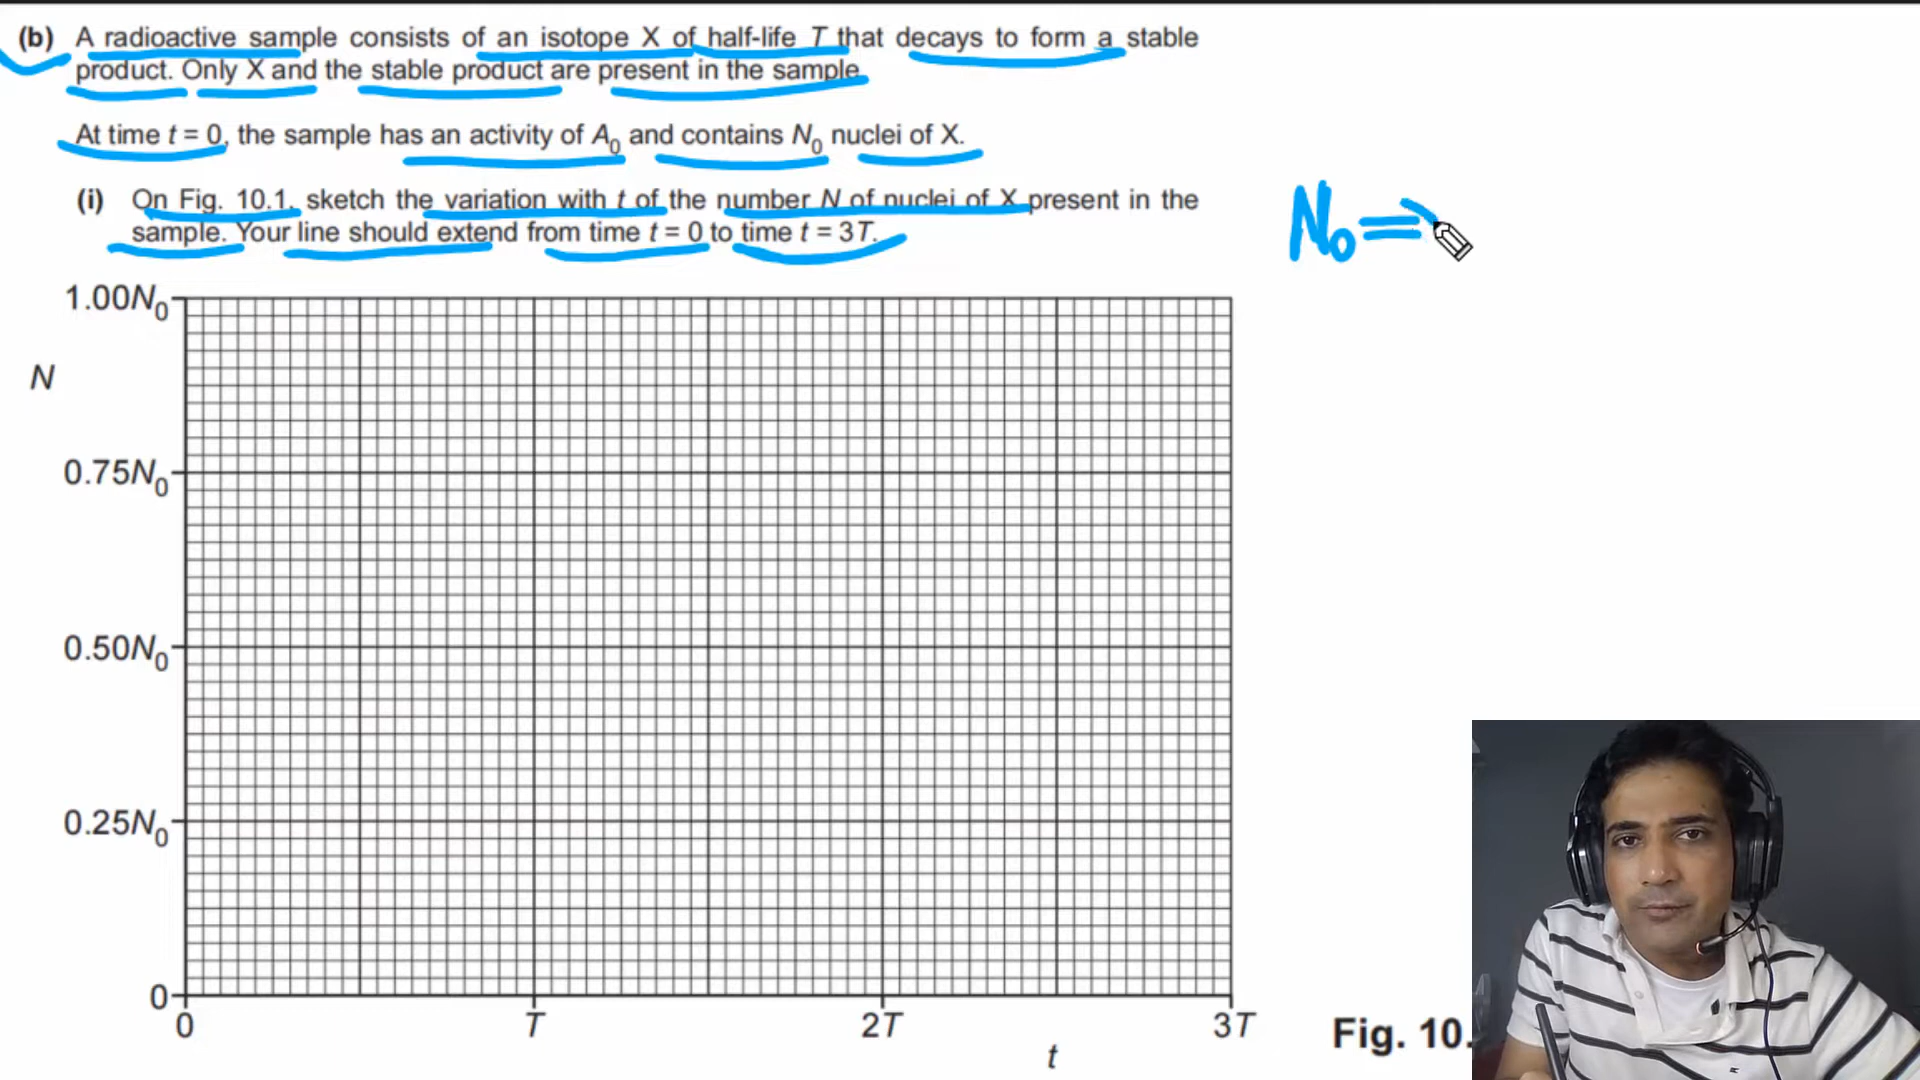 (b) A radioactive sample consists of an isotope X of half-life T that decays to form a stable
product. Only X and the stable product are present in the sample.
At time t = 0, the sample has an activity of A0 and contains N0 nuclei of X.
(i) On Fig. 10.1, sketch the variation with t of the number N of nuclei of X present in the
sample. Your line should extend from time t = 0 to time t = 3T.
N0 =
1.00N0
N
0.75N0
0.50N0
0.25N0
0
0 T 2T 3T
t
Fig. 10.